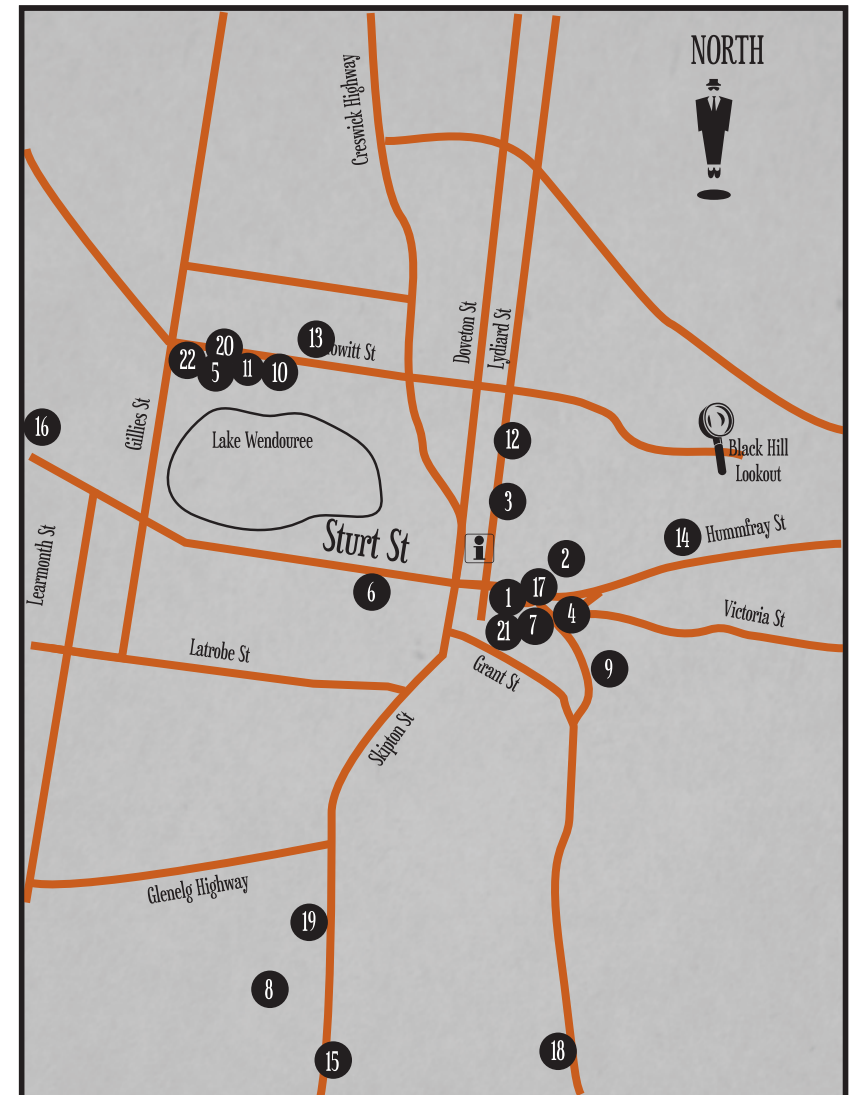 NORTH
Creswick Highway
Doveton St
Lydiard St
13
20
owitt St
22
5
11
10
Gillies St
16
Lake Wendouree
12
Black Hill
Lookout
3
Sturt St
i
14
Hummfray St
2
Learmonth St
6
1
17
4
Victoria St
21
7
Latrobe St
Grant St
9
Skipton St
Glenelg Highway
19
8
15
18